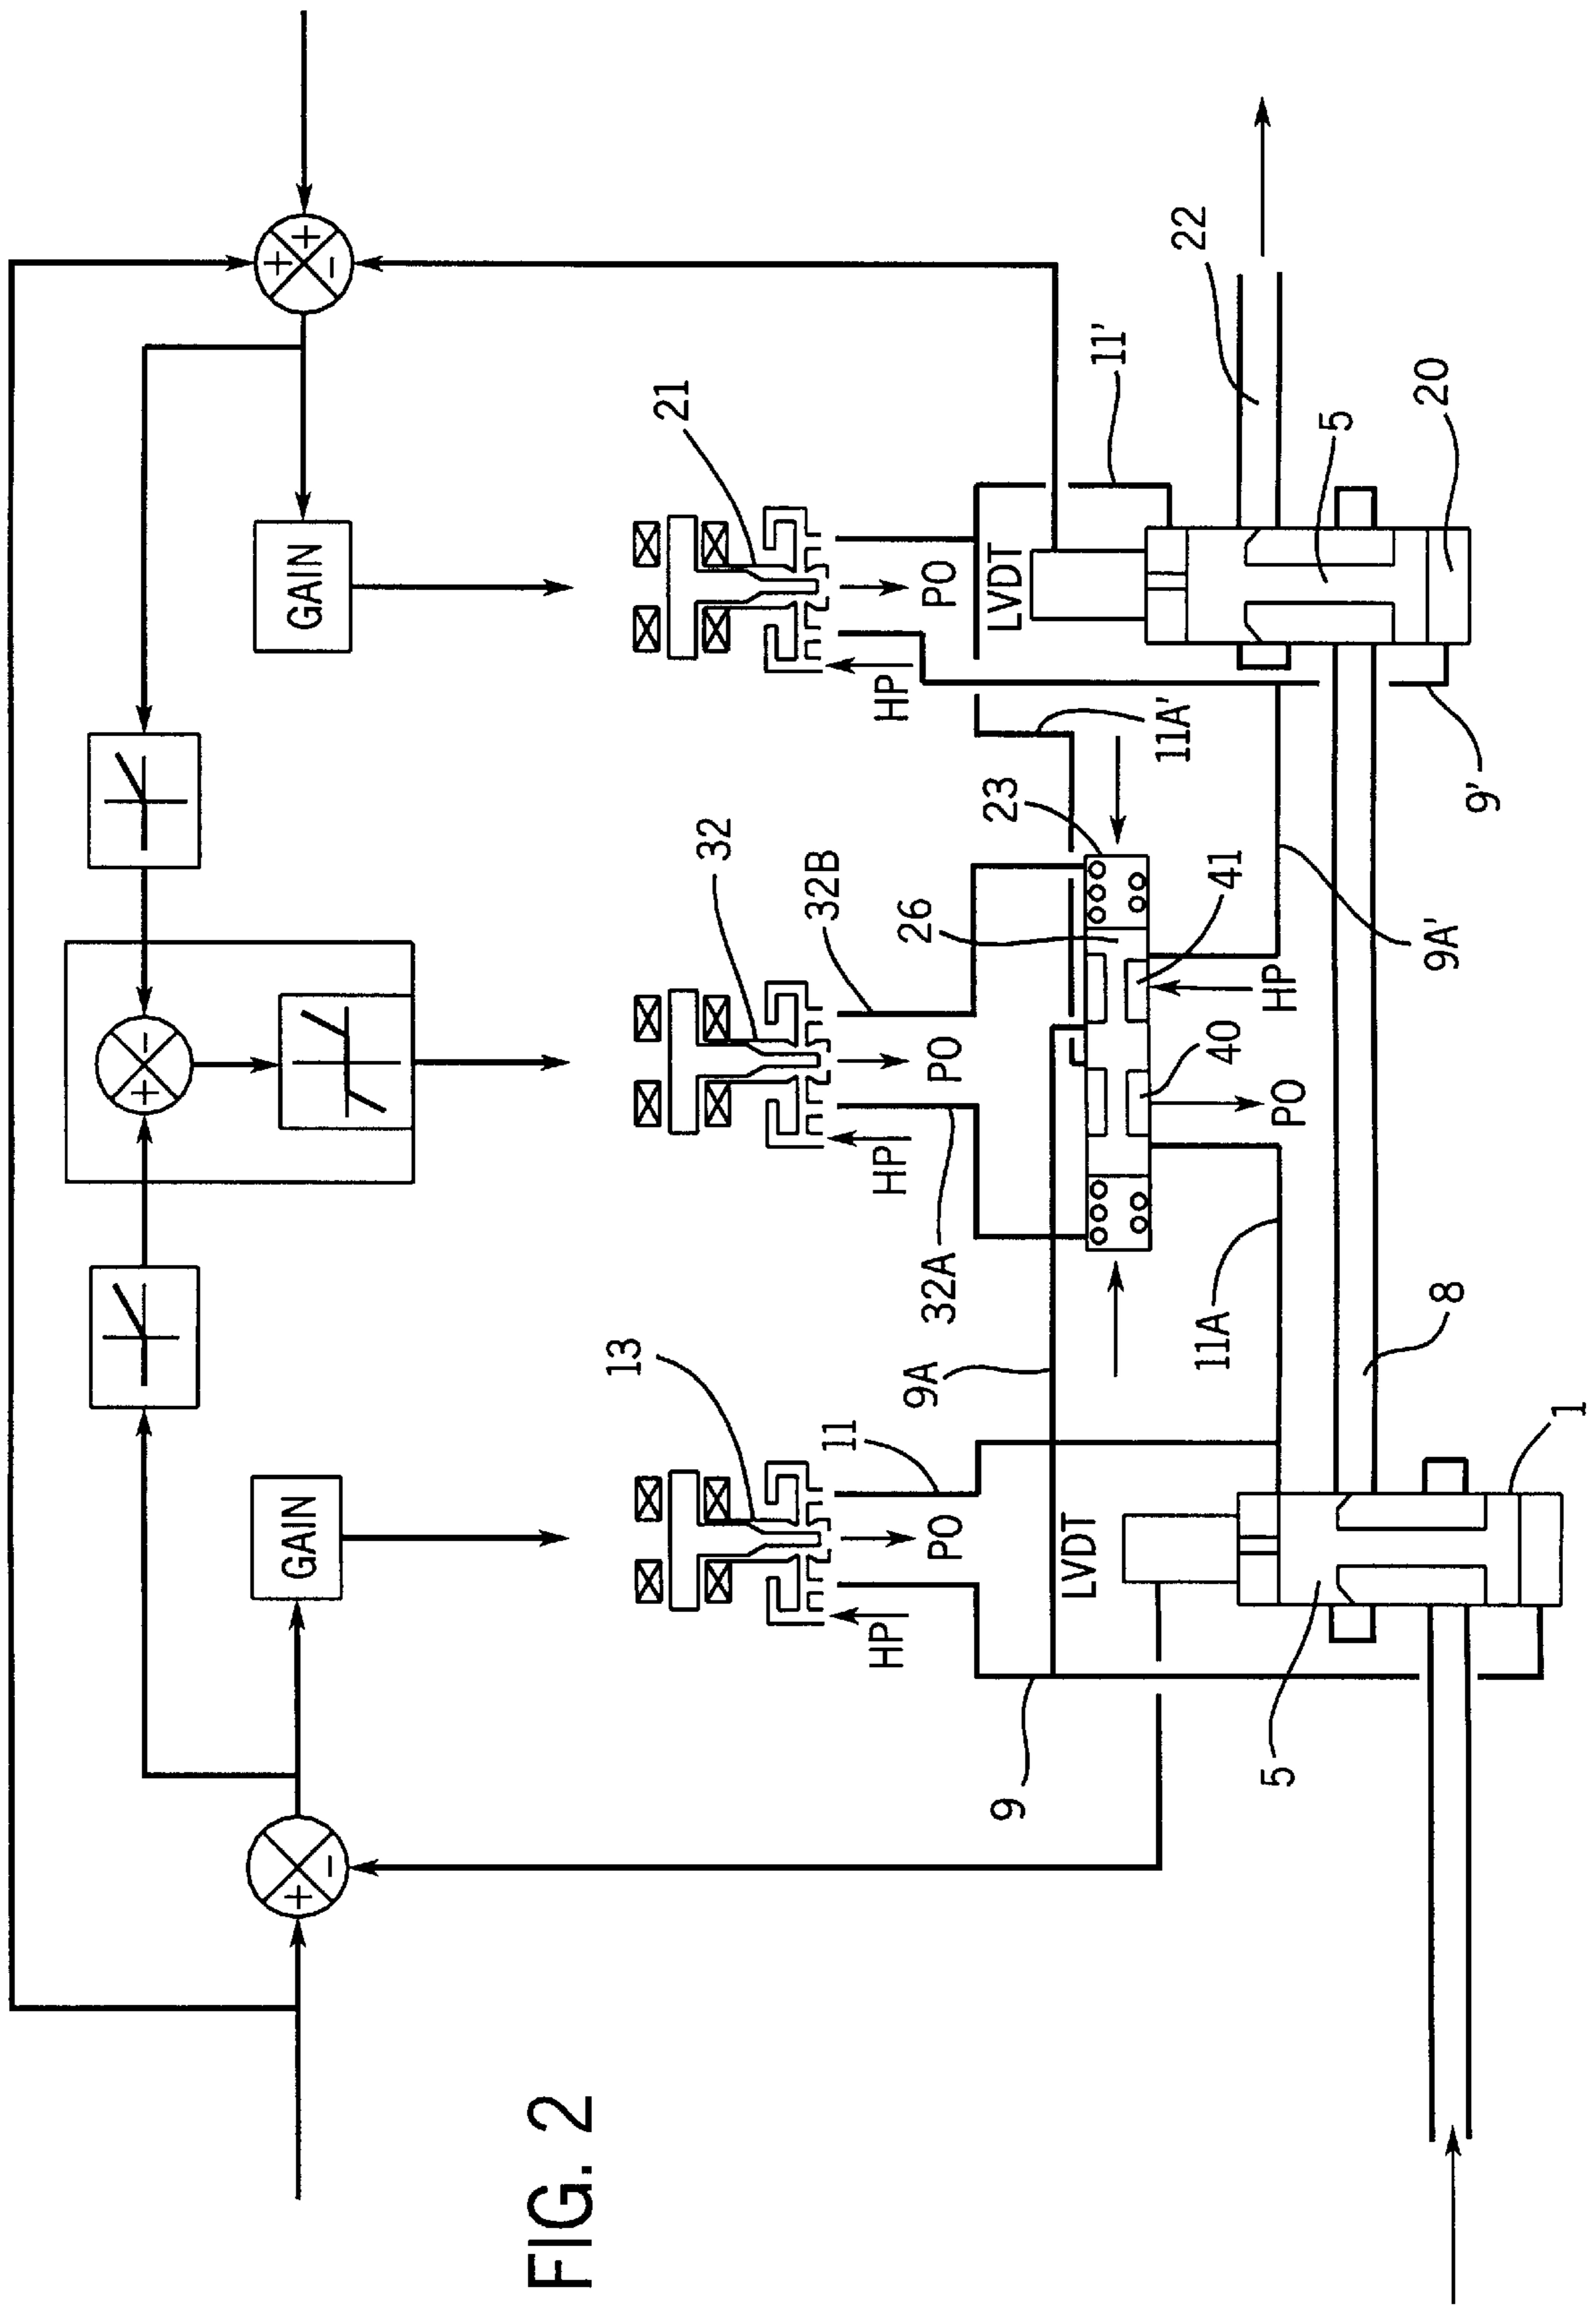 FIG. 2
+
-
+
+
-
+
-
GAIN
GAIN
13
32
21
HP
PO
11
HP
PO
32A
32B
HP
PO
11'
LVDT
LVDT
9
9A
26
23
11A'
22
5
11A
40
41
PO
HP
9A'
9'
5
20
8
1